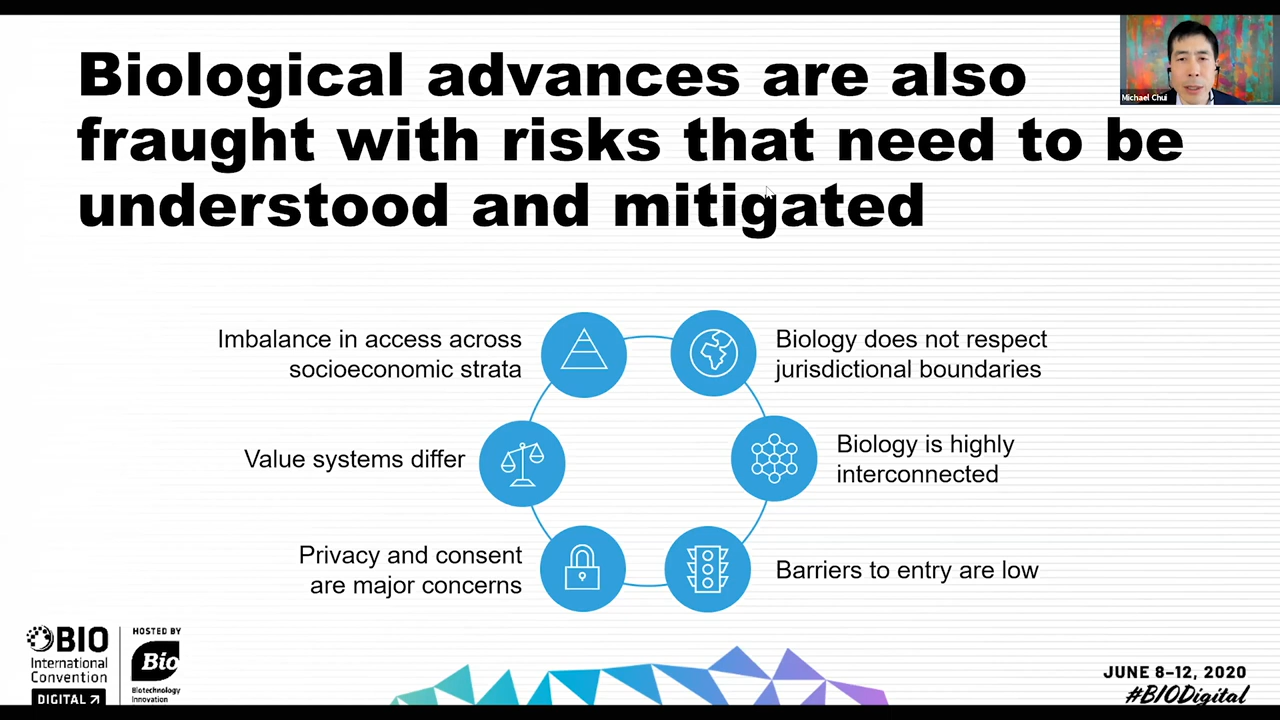 Biological advances are also
fraught with risks that need to be
understood and mitigated
Michael Chui
Imbalance in access across
socioeconomic strata
Biology does not respect
jurisdictional boundaries
Value systems differ
Biology is highly
interconnected
Privacy and consent
are major concerns
Barriers to entry are low
BIO
International
Convention
DIGITAL
HOSTED BY
Bio
Biotechnology
Innovation
JUNE 8–12, 2020
#BIODigital